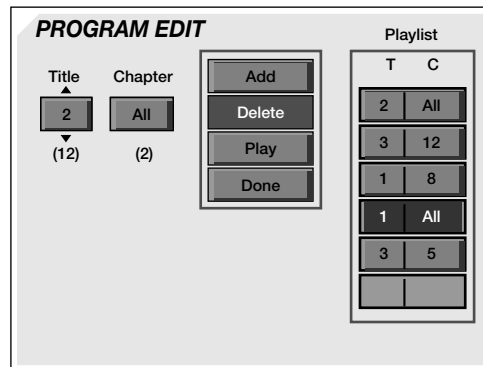 PROGRAM EDIT
Title Chapter
2 All
(12) (2)
Add
Delete
Play
Done
Playlist
T C
2 All
3 12
1 8
1 All
3 5